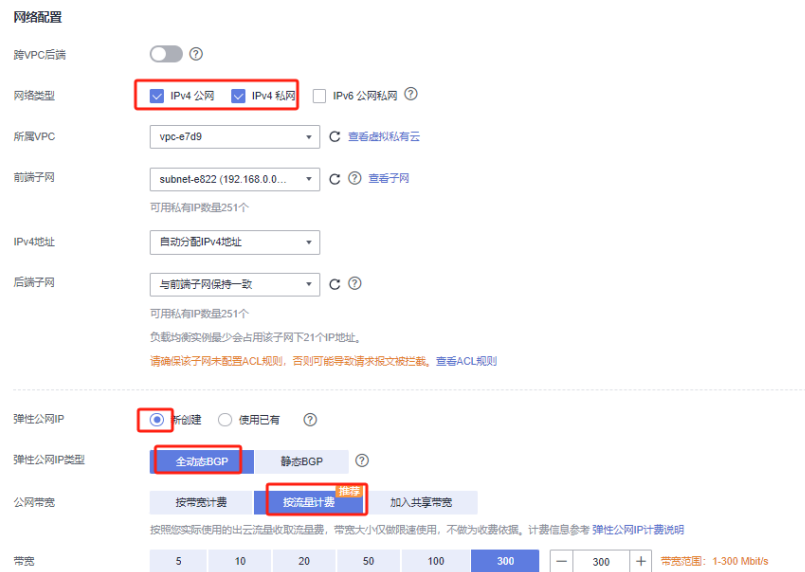 网络配置
跨VPC后端
网络类型 IPv4 公网 IPv4 私网 IPv6 公网私网
所属VPC vpc-e7d9 查看虚拟私有云
前端子网 subnet-e822 (192.168.0.0... 查看子网
可用私有IP数量251个
IPv4地址 自动分配IPv4地址
后端子网 与前端子网保持一致
可用私有IP数量251个
负载均衡实例最少会占用该子网下21个IP地址。
请确保该子网未配置ACL规则，否则可能导致请求报文被拦截。查看ACL规则
弹性公网IP 新创建 使用已有
弹性公网IP类型 全动态BGP 静态BGP
推荐
公网带宽 按带宽计费 按流量计费 加入共享带宽
按照您实际使用的出云流量收取流量费，带宽大小仅做限速使用，不做为收费依据。计费信息参考 弹性公网IP计费说明
带宽 5 10 20 50 100 300 — 300 + 带宽范围：1-300 Mbit/s